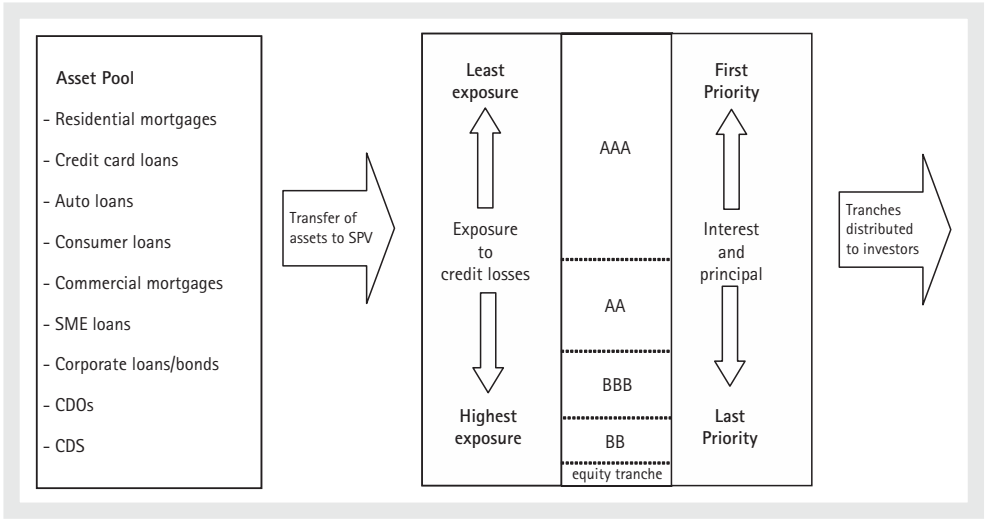 Asset Pool
- Residential mortgages
- Credit card loans
- Auto loans
- Consumer loans
- Commercial mortgages
- SME loans
- Corporate loans/bonds
- CDOs
- CDS
Transfer of
assets to SPV
Least
exposure
Exposure
to
credit losses
Highest
exposure
AAA
AA
BBB
BB
equity tranche
First
Priority
Interest
and
principal
Last
Priority
Tranches
distributed
to investors